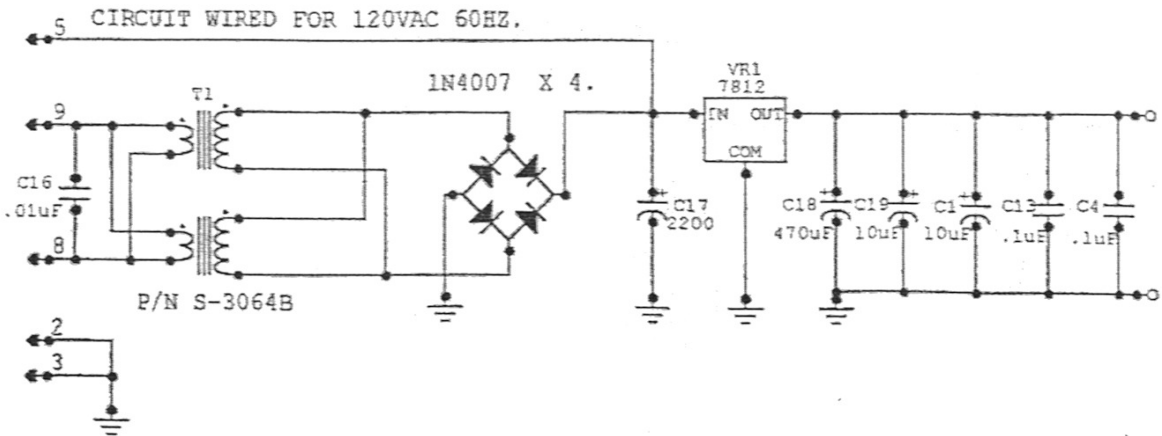 5 CIRCUIT WIRED FOR 120VAC 60HZ.
1N4007 X 4.
VR1
7812
T1
9
IN OUT
COM
C16
.01uF
+ C17
2200
+ C18
470uF
+ C19
10uF
+ C1
10uF
C13
.1uF
C4
.1uF
8
P/N S-3064B
2
3